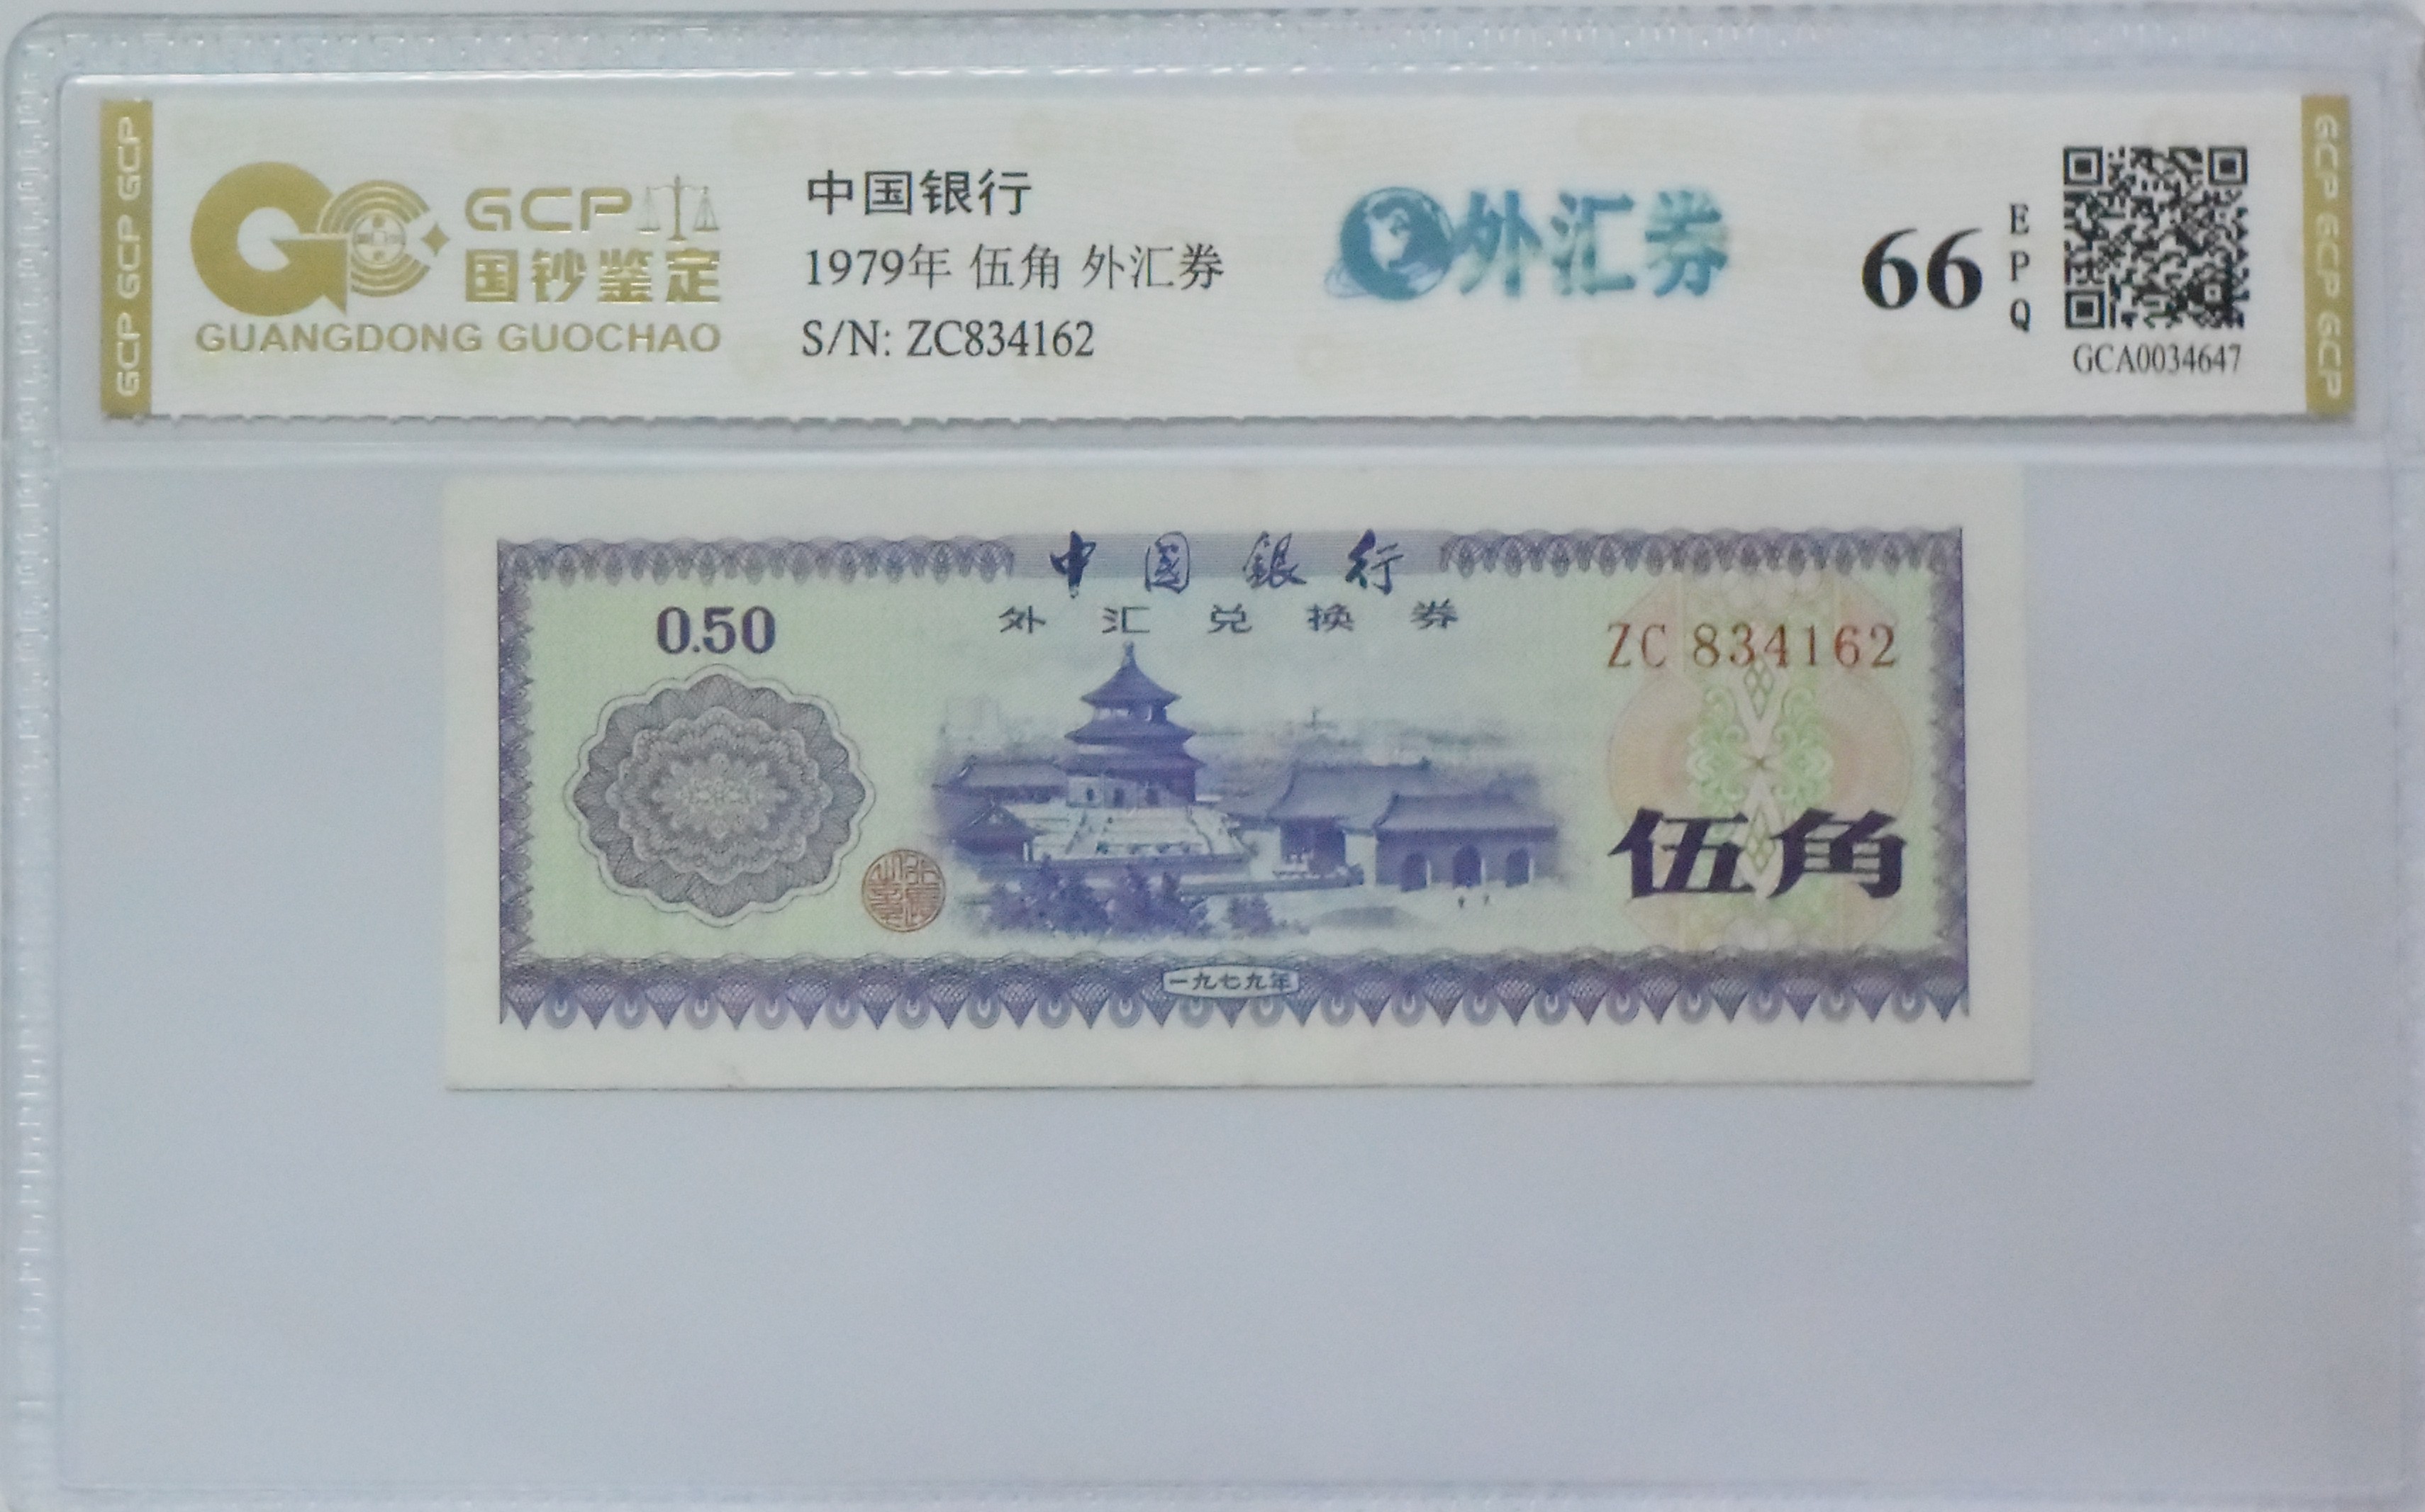 GCP GCP GCP
GCP
国钞鉴定
GUANGDONG GUOCHAO
中国银行
1979年 伍角 外汇券
S/N: ZC834162
外汇券
66
EPQ
GCA0034647
GCP GCP GCP
中國銀行
外汇兑换券
0.50
ZC 834162
伍角
一九七九年